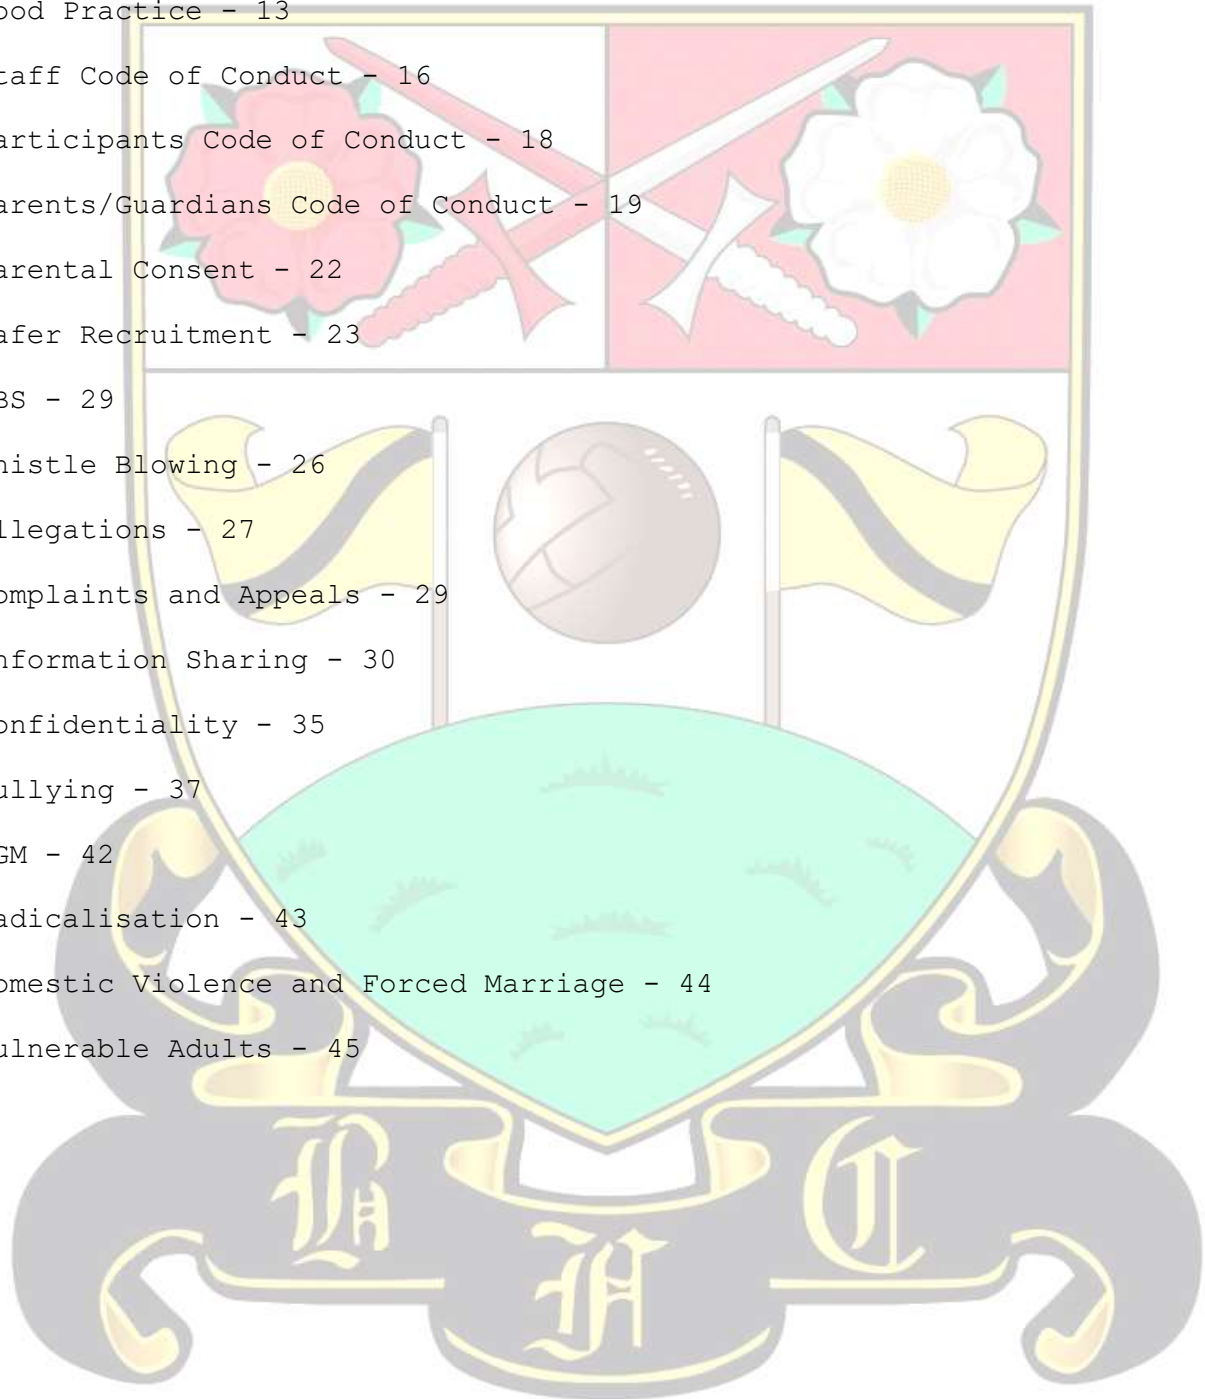 ood Practice - 13
taff Code of Conduct - 16
articipants Code of Conduct - 18
arents/Guardians Code of Conduct - 19
arental Consent - 22
afer Recruitment - 23
BS - 29
histle Blowing - 26
llegations - 27
omplaints and Appeals - 29
nformation Sharing - 30
onfidentiality - 35
ullying - 37
GM - 42
adicalisation - 43
omestic Violence and Forced Marriage - 44
ulnerable Adults - 45
B F C